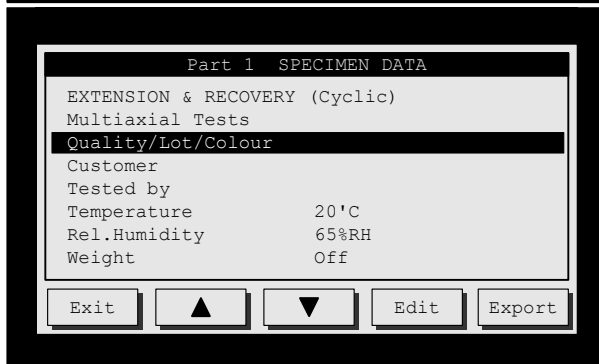 Part 1 SPECIMEN DATA
EXTENSION & RECOVERY (Cyclic)
Multiaxial Tests
Quality/Lot/Colour
Customer
Tested by
Temperature 20'C
Rel.Humidity 65%RH
Weight Off
Exit ▲ ▼ Edit Export